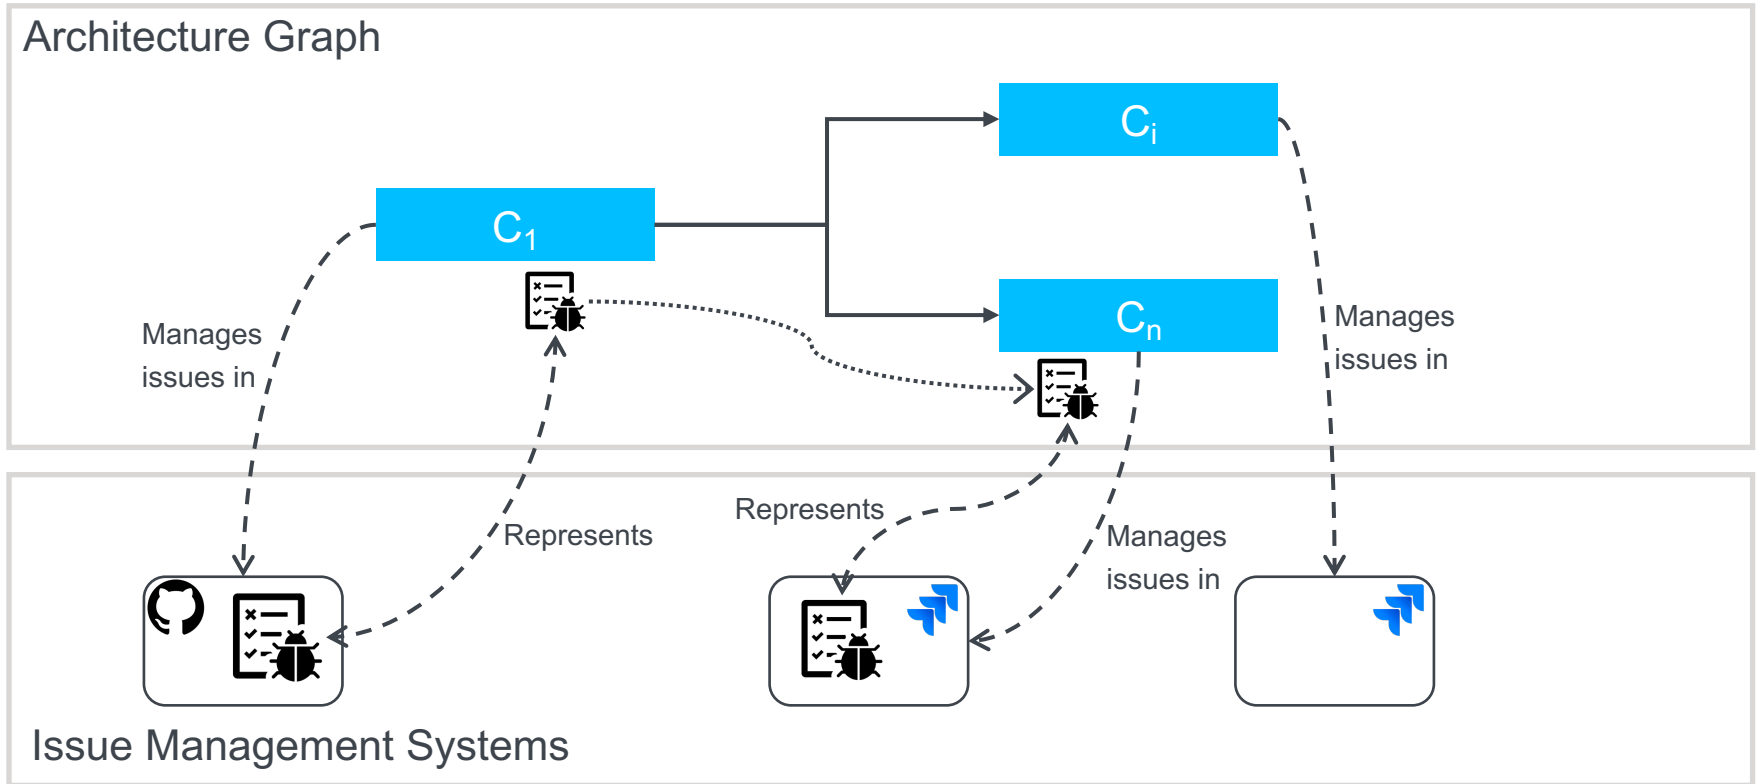 Architecture Graph
Cᵢ
C₁
Cₙ
Manages
issues in
Manages
issues in
Represents
Represents
Manages
issues in
Issue Management Systems